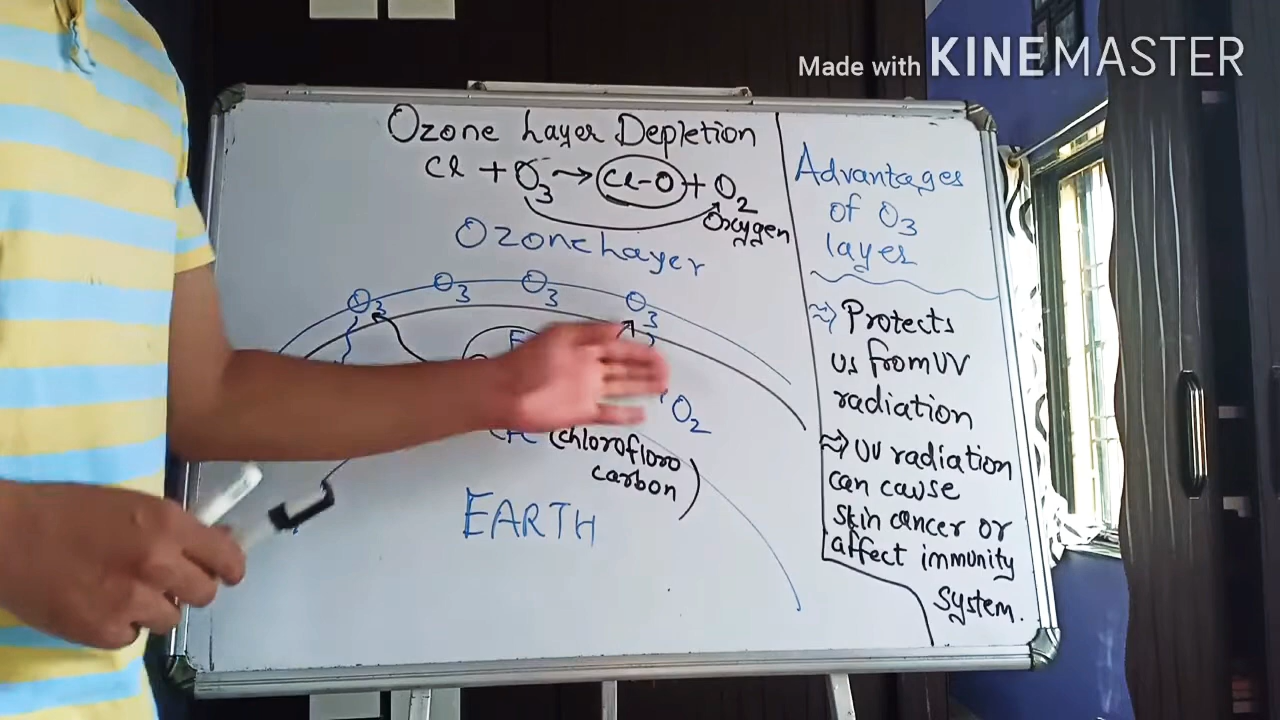 Made with KINEMASTER
Ozone Layer Depletion
Cl + O3 → Cl-O + O2
Oxygen
Ozone Layer
O3 O3 O3 O3
O2
(chlorofloro
carbon)
EARTH
Advantages
of O3
layer
Protects
us from UV
radiation
UV radiation
can cause
skin cancer or
affect immunity
system.